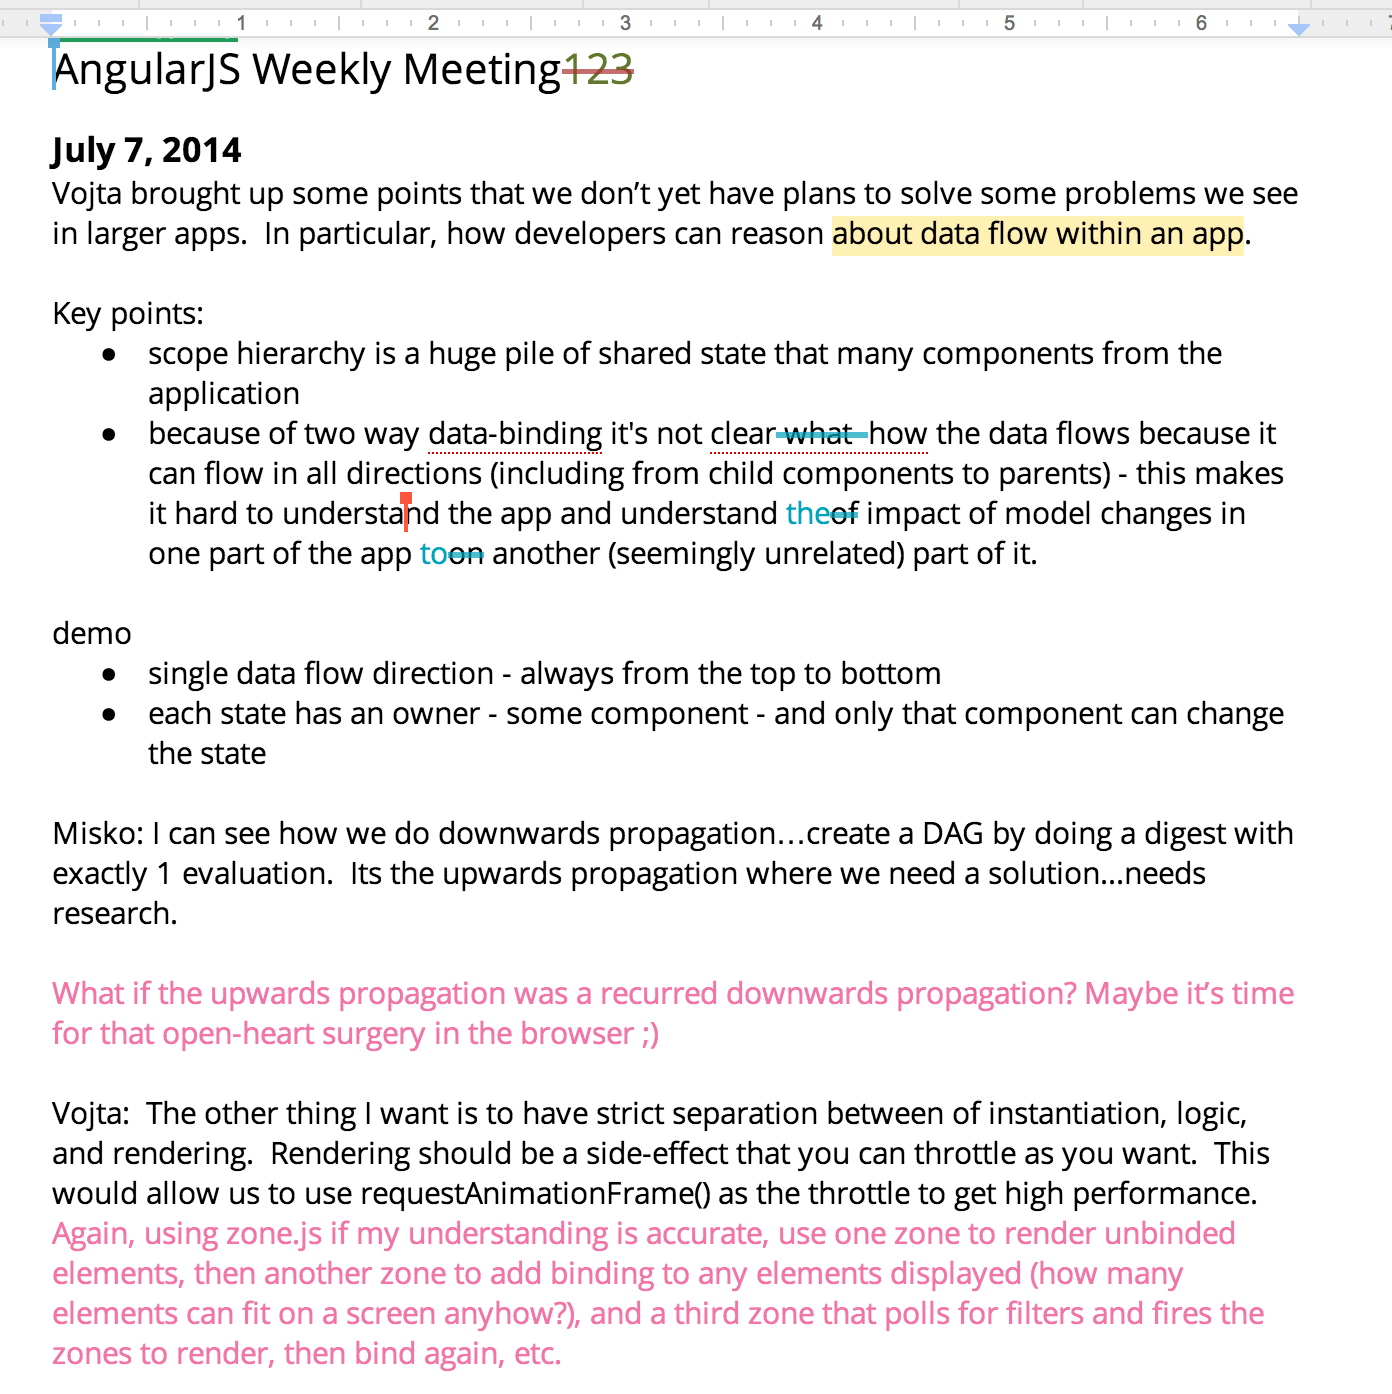 1 2 3 4 5 6 7
AngularJS Weekly Meeting123
July 7, 2014
Vojta brought up some points that we don’t yet have plans to solve some problems we see
in larger apps.  In particular, how developers can reason about data flow within an app.
Key points:
● scope hierarchy is a huge pile of shared state that many components from the
application
● because of two way data-binding it's not clear what how the data flows because it
can flow in all directions (including from child components to parents) - this makes
it hard to understand the app and understand theof impact of model changes in
one part of the app toon another (seemingly unrelated) part of it.
demo
● single data flow direction - always from the top to bottom
● each state has an owner - some component - and only that component can change
the state
Misko: I can see how we do downwards propagation…create a DAG by doing a digest with
exactly 1 evaluation.  Its the upwards propagation where we need a solution...needs
research.
What if the upwards propagation was a recurred downwards propagation? Maybe it’s time
for that open-heart surgery in the browser ;)
Vojta:  The other thing I want is to have strict separation between of instantiation, logic,
and rendering.  Rendering should be a side-effect that you can throttle as you want.  This
would allow us to use requestAnimationFrame() as the throttle to get high performance.
Again, using zone.js if my understanding is accurate, use one zone to render unbinded
elements, then another zone to add binding to any elements displayed (how many
elements can fit on a screen anyhow?), and a third zone that polls for filters and fires the
zones to render, then bind again, etc.